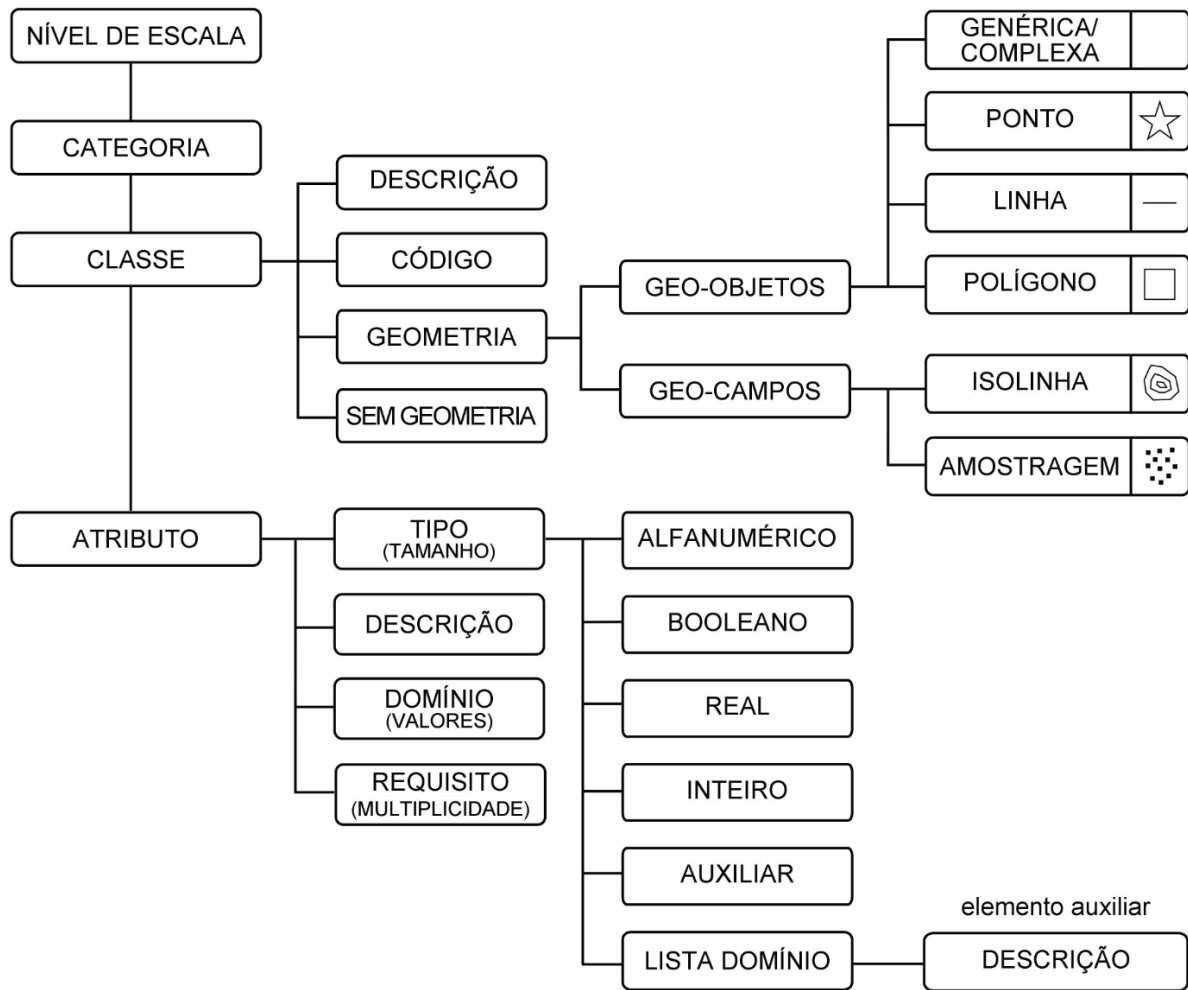 NÍVEL DE ESCALA
CATEGORIA
CLASSE
DESCRIÇÃO
CÓDIGO
GEOMETRIA
SEM GEOMETRIA
GEO-OBJETOS
GEO-CAMPOS
GENÉRICA/
COMPLEXA
PONTO
LINHA
POLÍGONO
ISOLINHA
AMOSTRAGEM
ATRIBUTO
TIPO
(TAMANHO)
DESCRIÇÃO
DOMÍNIO
(VALORES)
REQUISITO
(MULTIPLICIDADE)
ALFANUMÉRICO
BOOLEANO
REAL
INTEIRO
AUXILIAR
LISTA DOMÍNIO
elemento auxiliar
DESCRIÇÃO